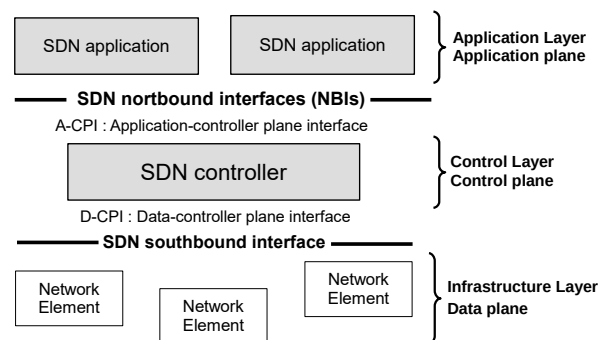 SDN application
SDN application
Application Layer
Application plane
SDN nortbound interfaces (NBIs)
A-CPI : Application-controller plane interface
SDN controller
Control Layer
Control plane
D-CPI : Data-controller plane interface
SDN southbound interface
Network
Element
Network
Element
Network
Element
Infrastructure Layer
Data plane